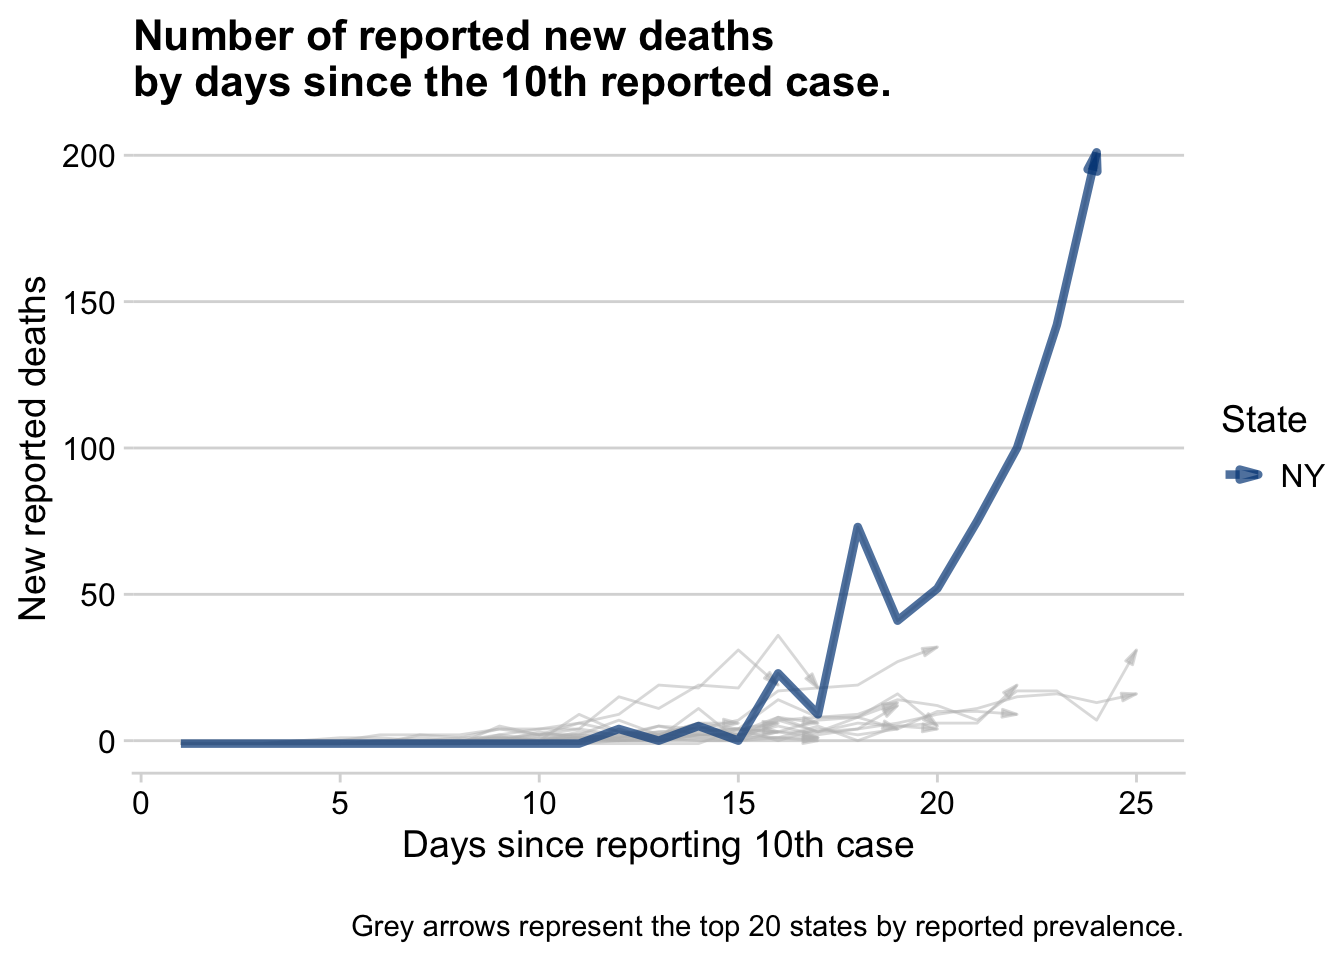 Number of reported new deaths
by days since the 10th reported case.
New reported deaths
200
150
100
50
0
0
5
10
15
20
25
Days since reporting 10th case
State
NY
Grey arrows represent the top 20 states by reported prevalence.